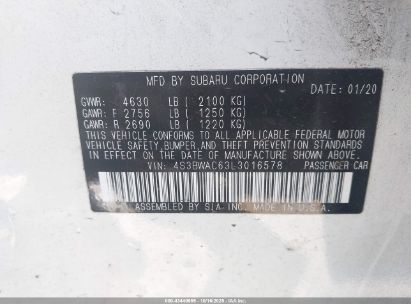 MFD BY SUBARU CORPORATION
DATE: 01/20
GVWR: 4630 LB ( 2100 KG)
GAWR: F 2756 LB ( 1250 KG)
GAWR: R 2690 LB ( 1220 KG)
THIS VEHICLE CONFORMS TO ALL APPLICABLE FEDERAL MOTOR
VEHICLE SAFETY, BUMPER, AND THEFT PREVENTION STANDARDS
IN EFFECT ON THE DATE OF MANUFACTURE SHOWN ABOVE.
VIN: 4S3BWAC63L3016578 PASSENGER CAR
ASSEMBLED BY S.I.A. INC. MADE IN U.S.A.